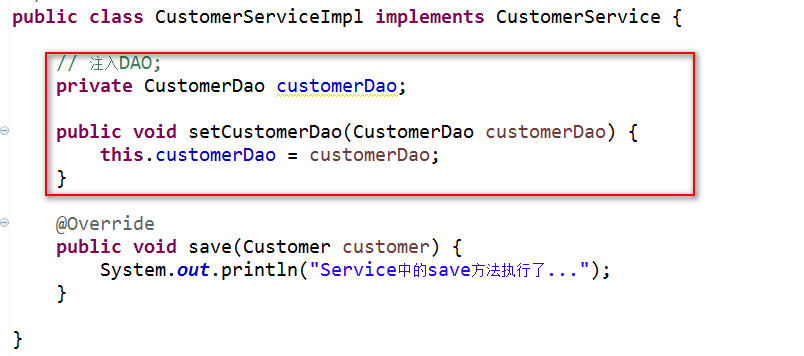 public class CustomerServiceImpl implements CustomerService {
// 注入DAO;
private CustomerDao customerDao;
public void setCustomerDao(CustomerDao customerDao) {
this.customerDao = customerDao;
}
@Override
public void save(Customer customer) {
System.out.println("Service中的save方法执行了...");
}
}